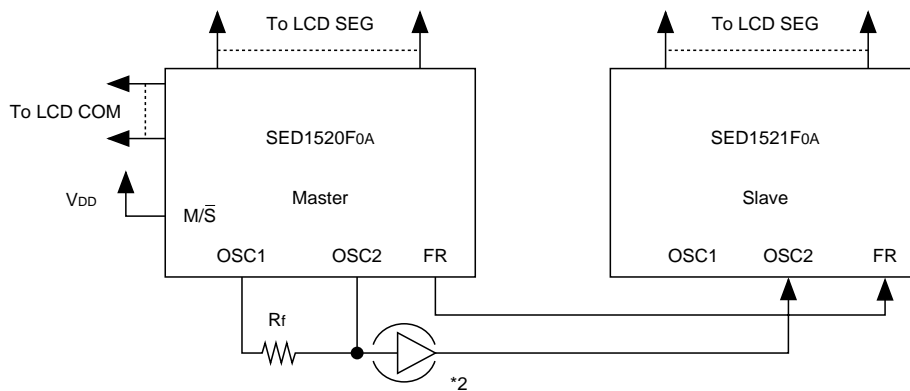 To LCD SEG
To LCD SEG
To LCD COM
SED1520F0A
SED1521F0A
VDD
M/S̅
Master
Slave
OSC1
OSC2
FR
OSC1
OSC2
FR
Rf
*2